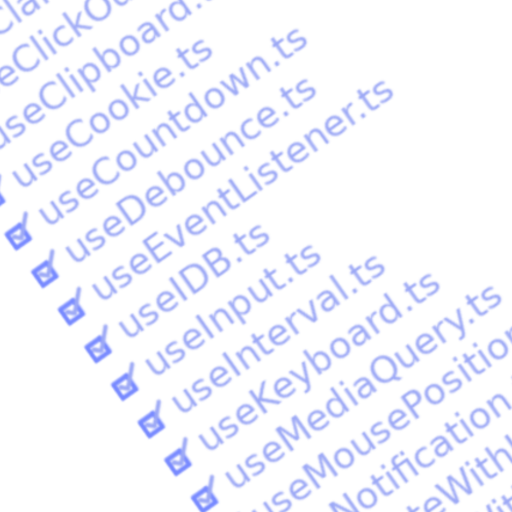 useClipboard.
useCookie.ts
useCountdown.ts
useDebounce.ts
useEventListener.ts
useIDB.ts
useInput.ts
useInterval.ts
useKeyboard.ts
useMediaQuery.ts
useMousePosition
Notification.